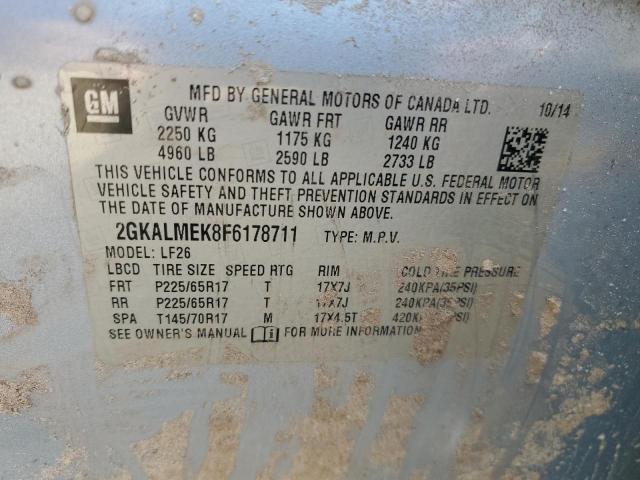 GM
MFD BY GENERAL MOTORS OF CANADA LTD. 10/14
GVWR GAWR FRT GAWR RR
2250 KG 1175 KG 1240 KG
4960 LB 2590 LB 2733 LB
THIS VEHICLE CONFORMS TO ALL APPLICABLE U.S. FEDERAL MOTOR
VEHICLE SAFETY AND THEFT PREVENTION STANDARDS IN EFFECT ON
THE DATE OF MANUFACTURE SHOWN ABOVE.
2GKALMEK8F6178711 TYPE: M.P.V.
MODEL: LF26
LBCD TIRE SIZE SPEED RTG RIM COLD TIRE PRESSURE
FRT P225/65R17 T 17X7J 240KPA(35PSI)
RR P225/65R17 T 17X7J 240KPA(35PSI)
SPA T145/70R17 M 17X4.5T
SEE OWNER'S MANUAL FOR MORE INFORMATION